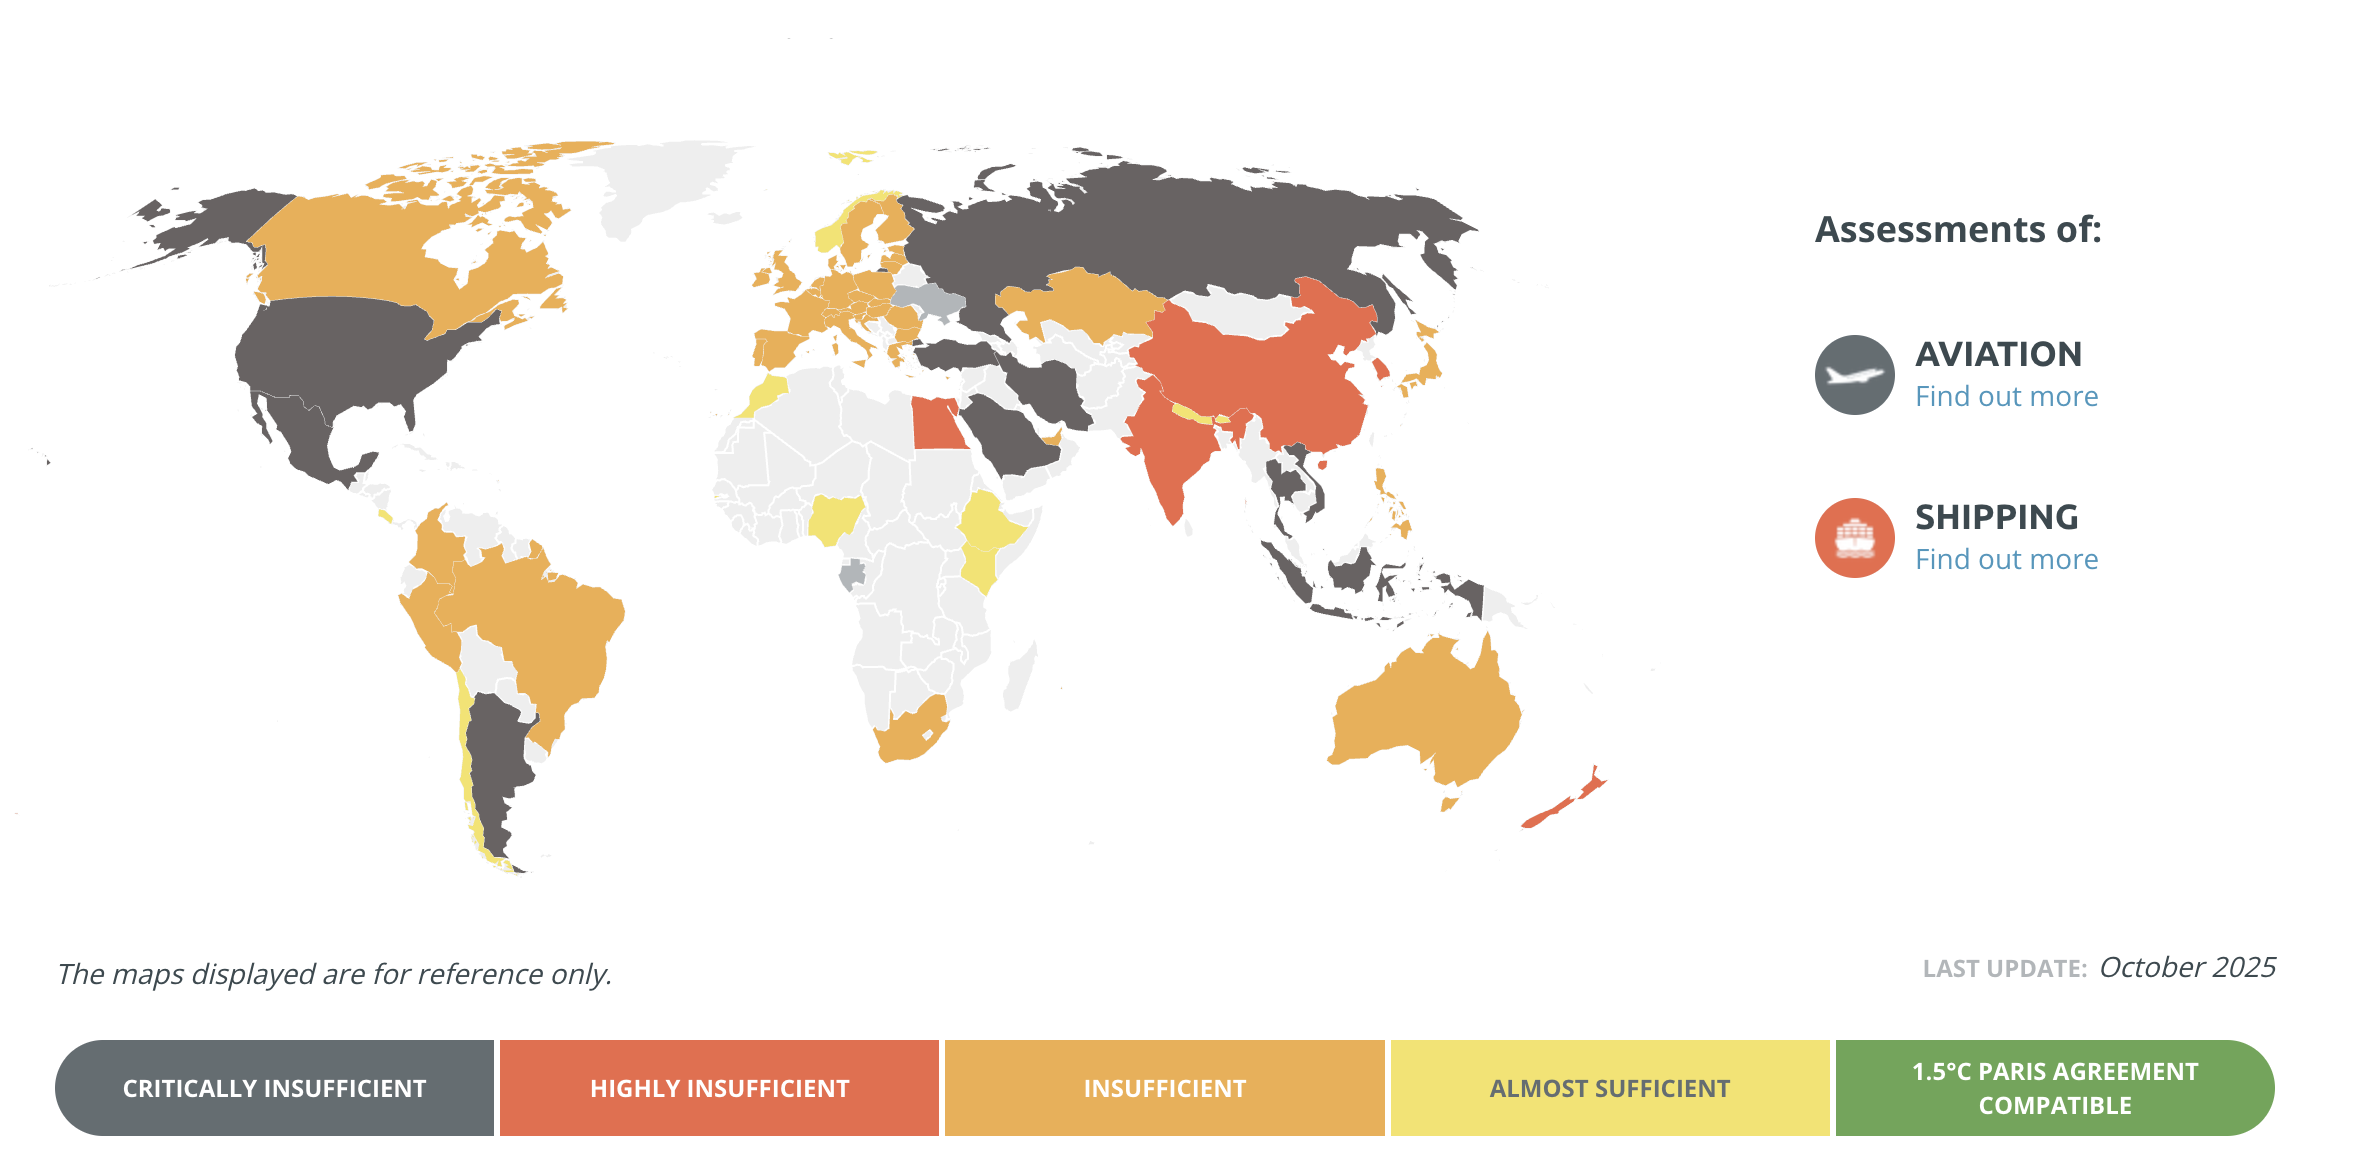 Assessments of:
AVIATION
Find out more
SHIPPING
Find out more
The maps displayed are for reference only.
LAST UPDATE: October 2025
CRITICALLY INSUFFICIENT
HIGHLY INSUFFICIENT
INSUFFICIENT
ALMOST SUFFICIENT
1.5°C PARIS AGREEMENT
COMPATIBLE